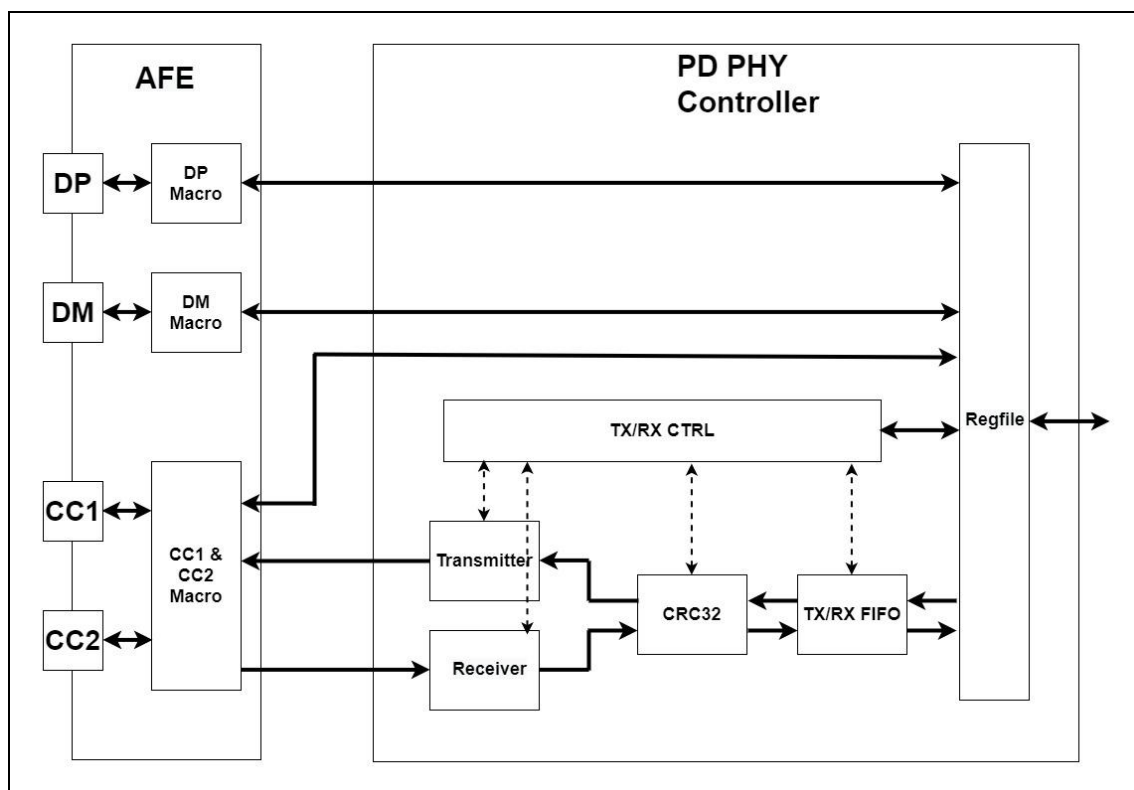 AFE
PD PHY
Controller
DP
DP
Macro
DM
DM
Macro
TX/RX CTRL
Regfile
CC1
CC1 &
CC2
Macro
Transmitter
CRC32
TX/RX FIFO
CC2
Receiver